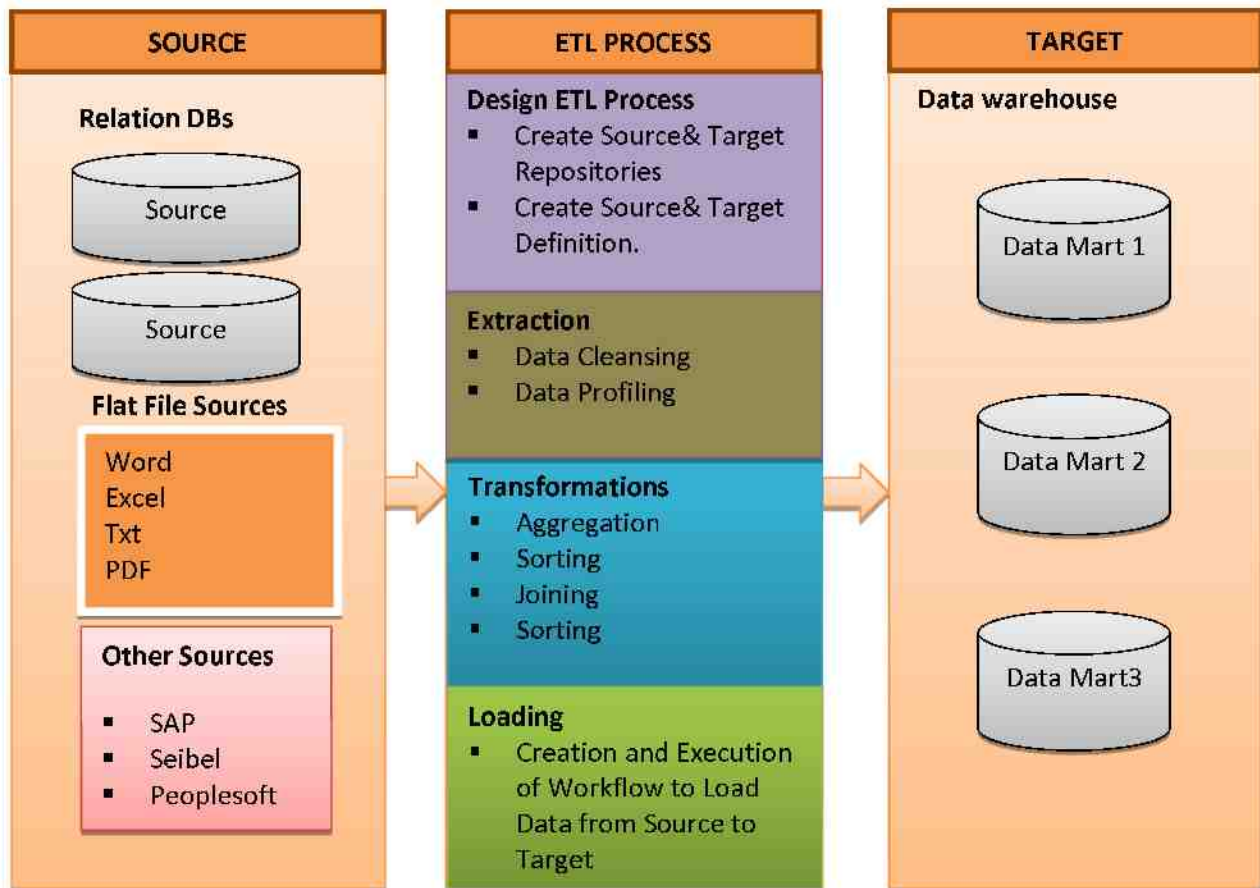 SOURCE
Relation DBs
Source
Source
Flat File Sources
Word
Excel
Txt
PDF
Other Sources
▪ SAP
▪ Seibel
▪ Peoplesoft
ETL PROCESS
Design ETL Process
▪ Create Source& Target
Repositories
▪ Create Source& Target
Definition.
Extraction
▪ Data Cleansing
▪ Data Profiling
Transformations
▪ Aggregation
▪ Sorting
▪ Joining
▪ Sorting
Loading
▪ Creation and Execution
of Workflow to Load
Data from Source to
Target
TARGET
Data warehouse
Data Mart 1
Data Mart 2
Data Mart3